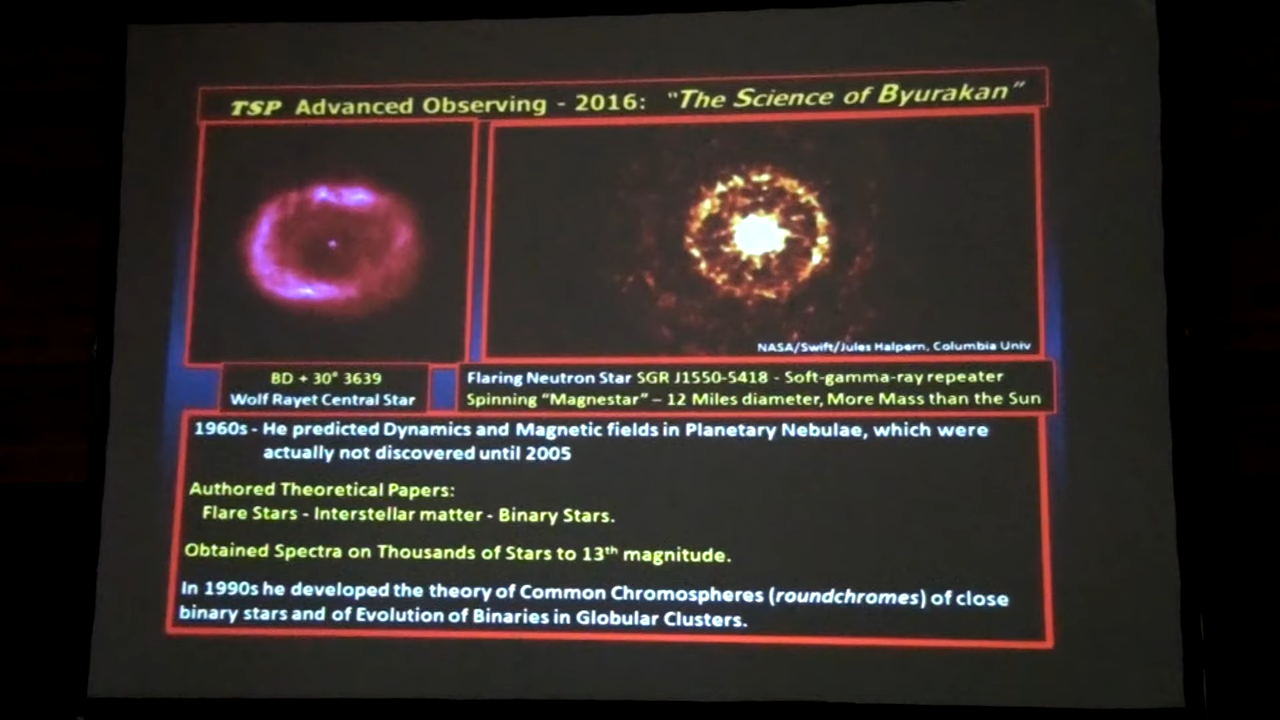 TSP Advanced Observing - 2016: "The Science of Byurakan"
NASA/Swift/Jules Halpern, Columbia Univ
BD + 30° 3639
Wolf Rayet Central Star
Flaring Neutron Star SGR J1550-5418 - Soft-gamma-ray repeater
Spinning “Magnestar” – 12 Miles diameter, More Mass than the Sun
1960s - He predicted Dynamics and Magnetic fields in Planetary Nebulae, which were
actually not discovered until 2005
Authored Theoretical Papers:
Flare Stars - Interstellar matter - Binary Stars.
Obtained Spectra on Thousands of Stars to 13th magnitude.
In 1990s he developed the theory of Common Chromospheres (roundchromes) of close
binary stars and of Evolution of Binaries in Globular Clusters.